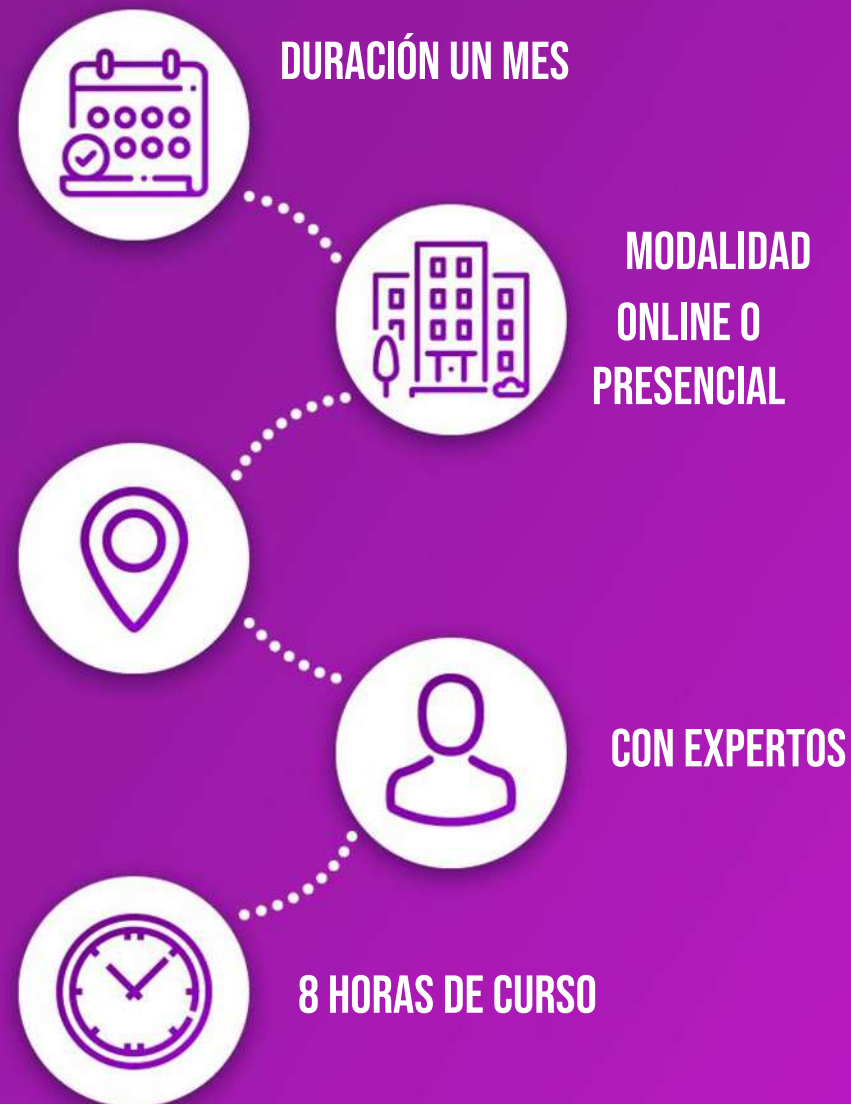 DURACIÓN UN MES
MODALIDAD
ONLINE O
PRESENCIAL
CON EXPERTOS
8 HORAS DE CURSO